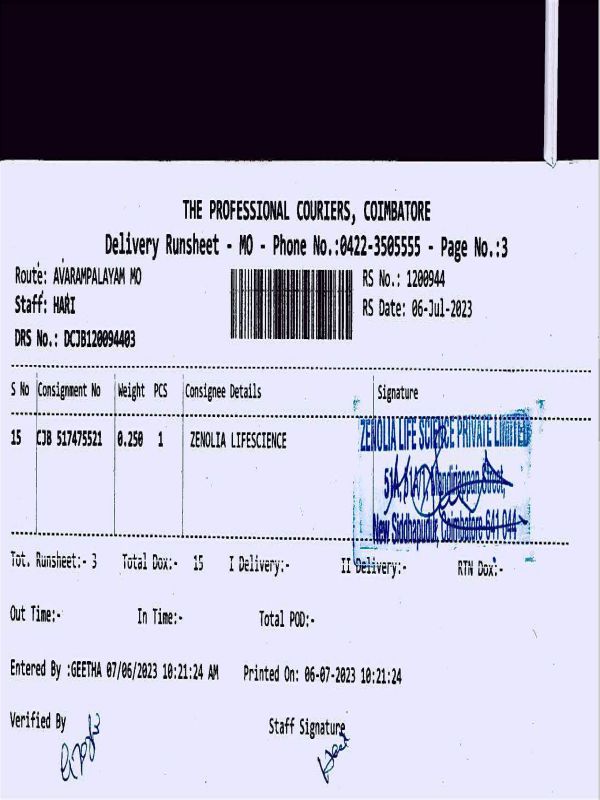 THE PROFESSIONAL COURIERS, COIMBATORE
Delivery Runsheet - MO - Phone No.:0422-3505555 - Page No.:3
Route: AVARAMPALAYAM MO
RS No.: 1200944
Staff: HARI
RS Date: 06-Jul-2023
DRS No.: DCJB120094403
S No Consignment No Weight PCS Consignee Details Signature
15 CJB 517475521 0.250 1 ZENOLIA LIFESCIENCE
ZENOLIA LIFE SCIENCE PRIVATE LIMITED
51A, Street,
New Siddhapudur, Coimbatore 641 044
Tot. Runsheet:- 3 Total Dox:- 15 I Delivery:- II Delivery:- RTN Dox:-
Out Time:- In Time:- Total POD:-
Entered By :GEETHA 07/06/2023 10:21:24 AM Printed On: 06-07-2023 10:21:24
Verified By Staff Signature